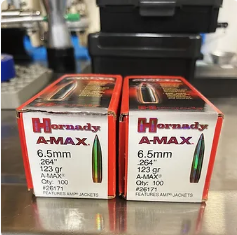 Hornady
A-MAX
6.5mm
.264"
123 gr
A-MAX®
Qty: 100
#26171
FEATURES AMP® JACKETS
Hornady
A-MAX
6.5mm
.264"
123 gr
A-MAX®
Qty: 100
#26171
FEATURES AMP® JACKETS